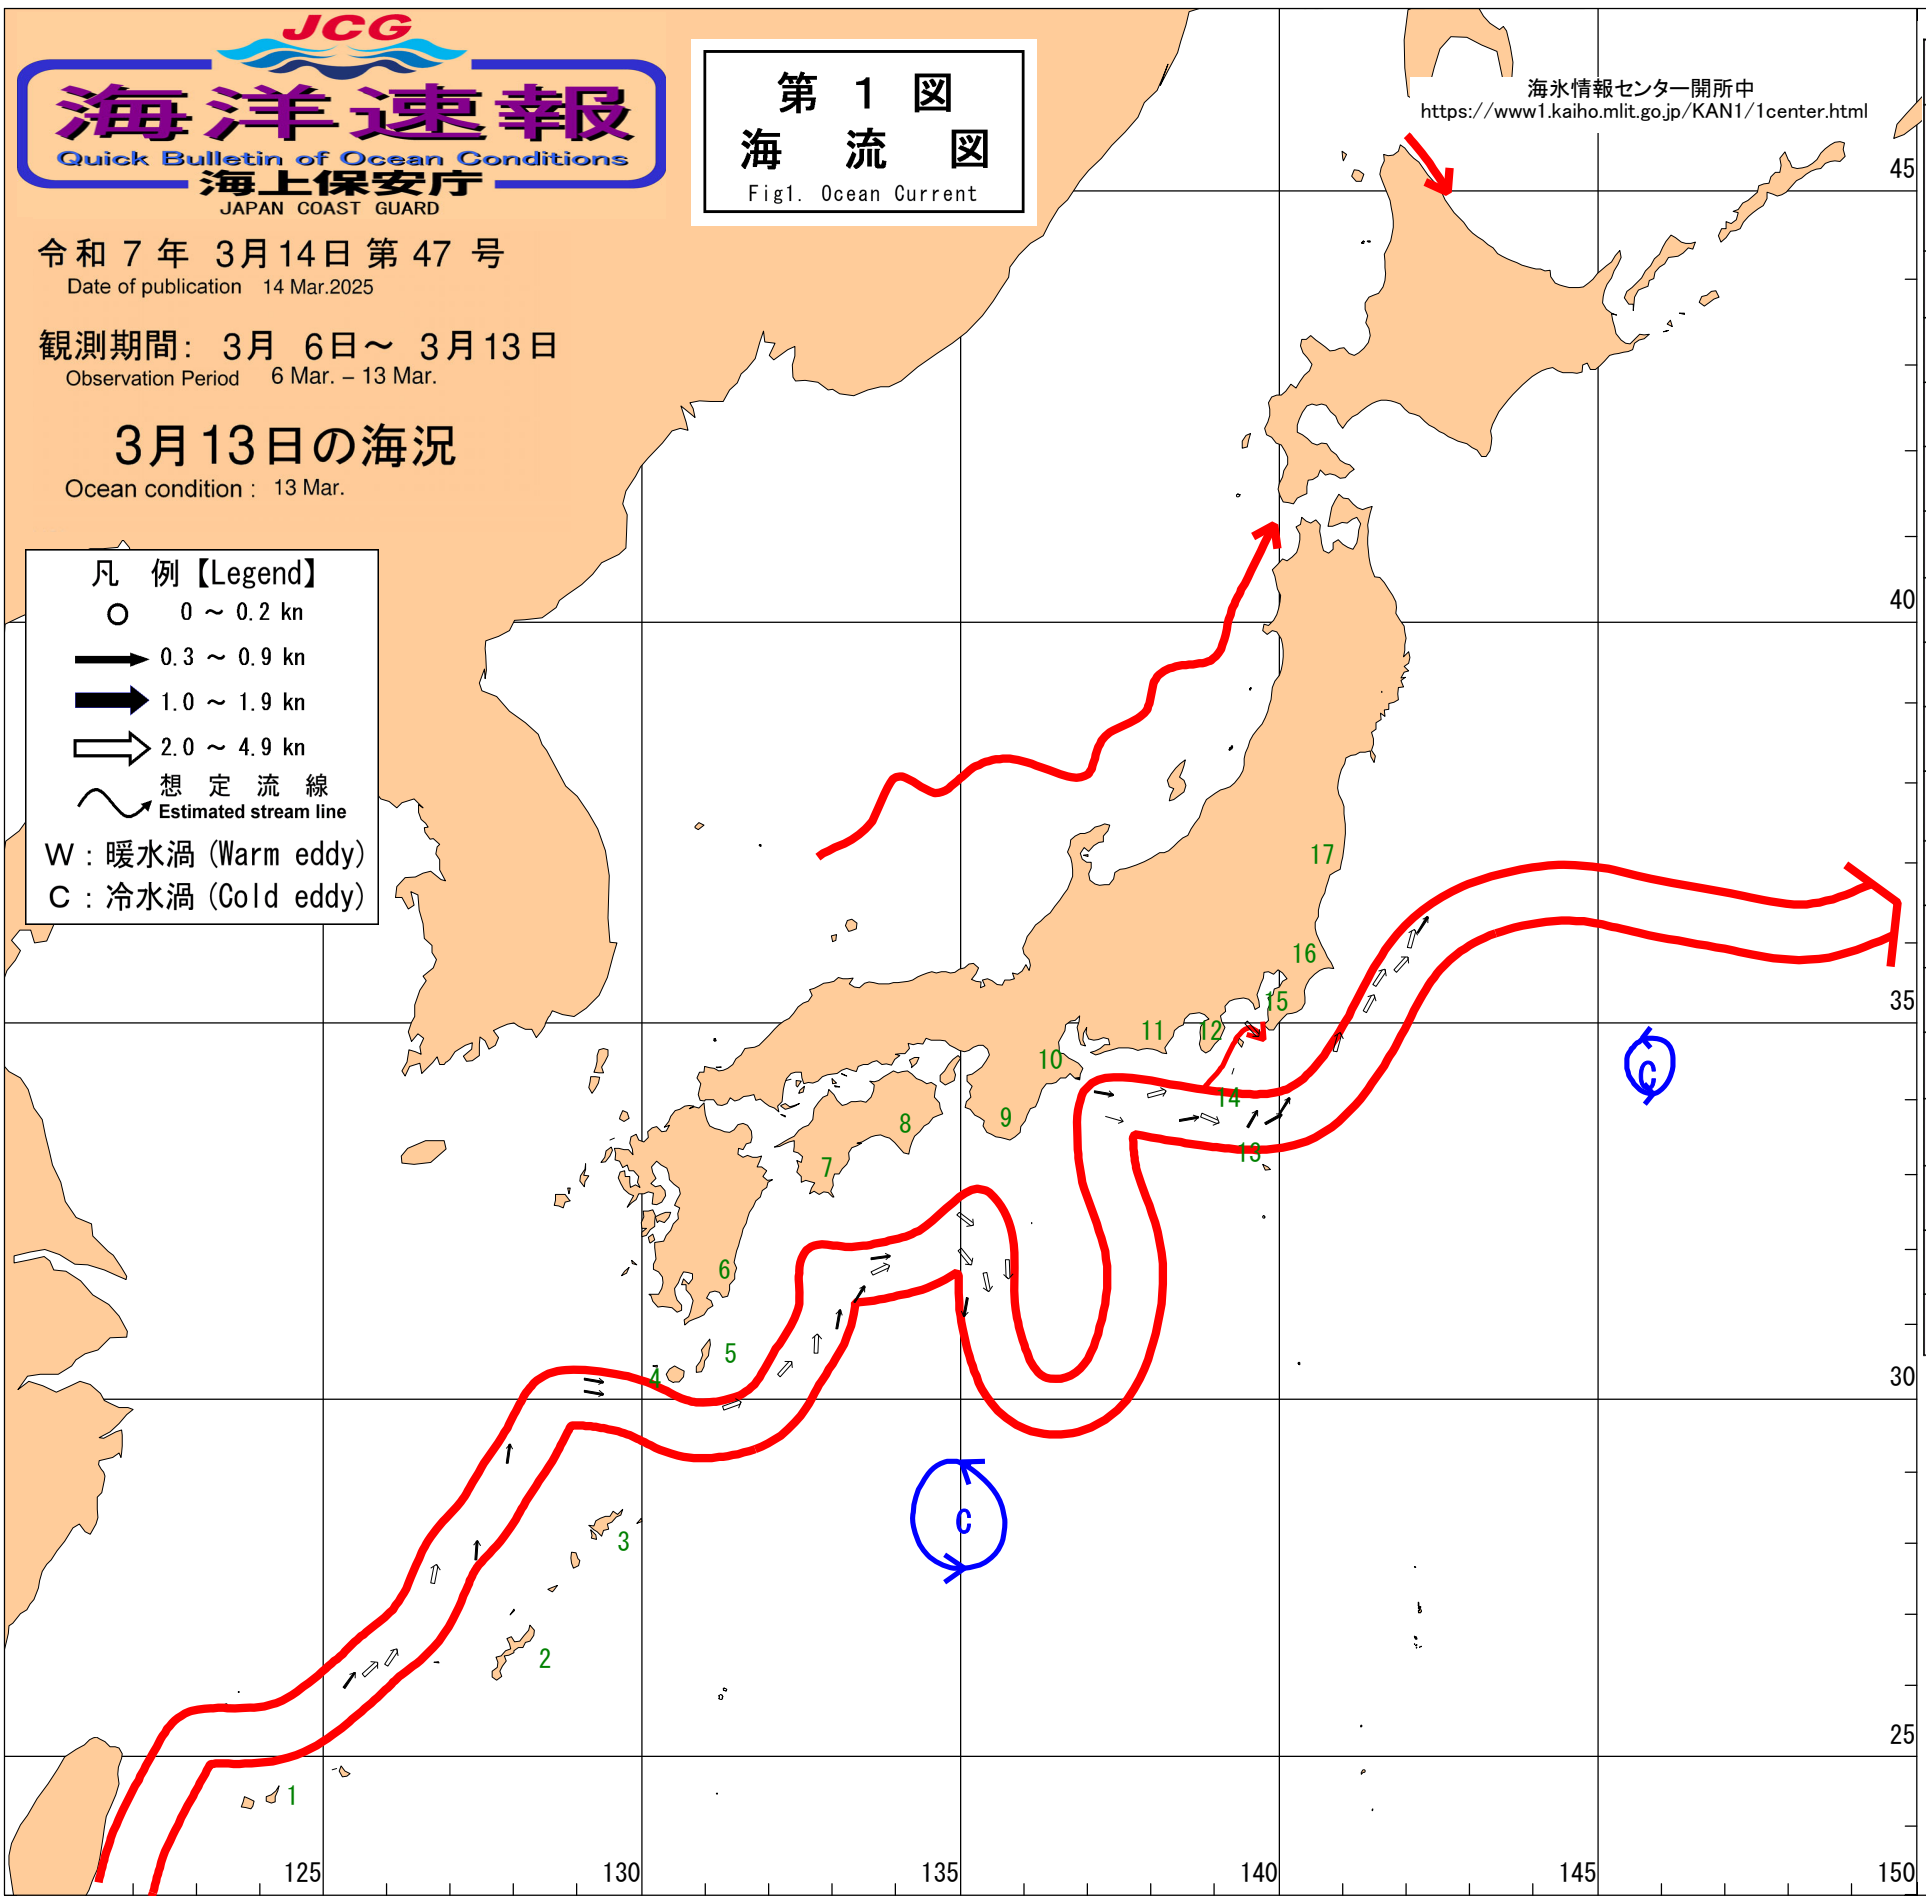 JCG
海洋速報
Quick Bulletin of Ocean Conditions
海上保安庁
JAPAN COAST GUARD
令和 7 年 3月14日 第 47 号
Date of publication 14 Mar.2025
観測期間: 3月 6日～ 3月13日
Observation Period 6 Mar. – 13 Mar.
3月13日の海況
Ocean condition : 13 Mar.
第 1 図
海 流 図
Fig1. Ocean Current
海氷情報センター開所中
https://www1.kaiho.mlit.go.jp/KAN1/1center.html
凡 例【Legend】
0 ～ 0.2 kn
0.3 ～ 0.9 kn
1.0 ～ 1.9 kn
2.0 ～ 4.9 kn
想 定 流 線
Estimated stream line
W : 暖水渦 (Warm eddy)
C : 冷水渦 (Cold eddy)
45
40
17
16
35
15
12
11
10
C
14
9
8
13
7
6
5
4
30
C
3
2
25
1
125
130
135
140
145
150